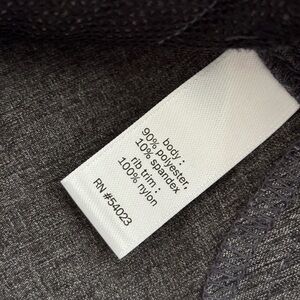 body :
90% polyester,
10% spandex
rib trim :
100% nylon
RN #54023